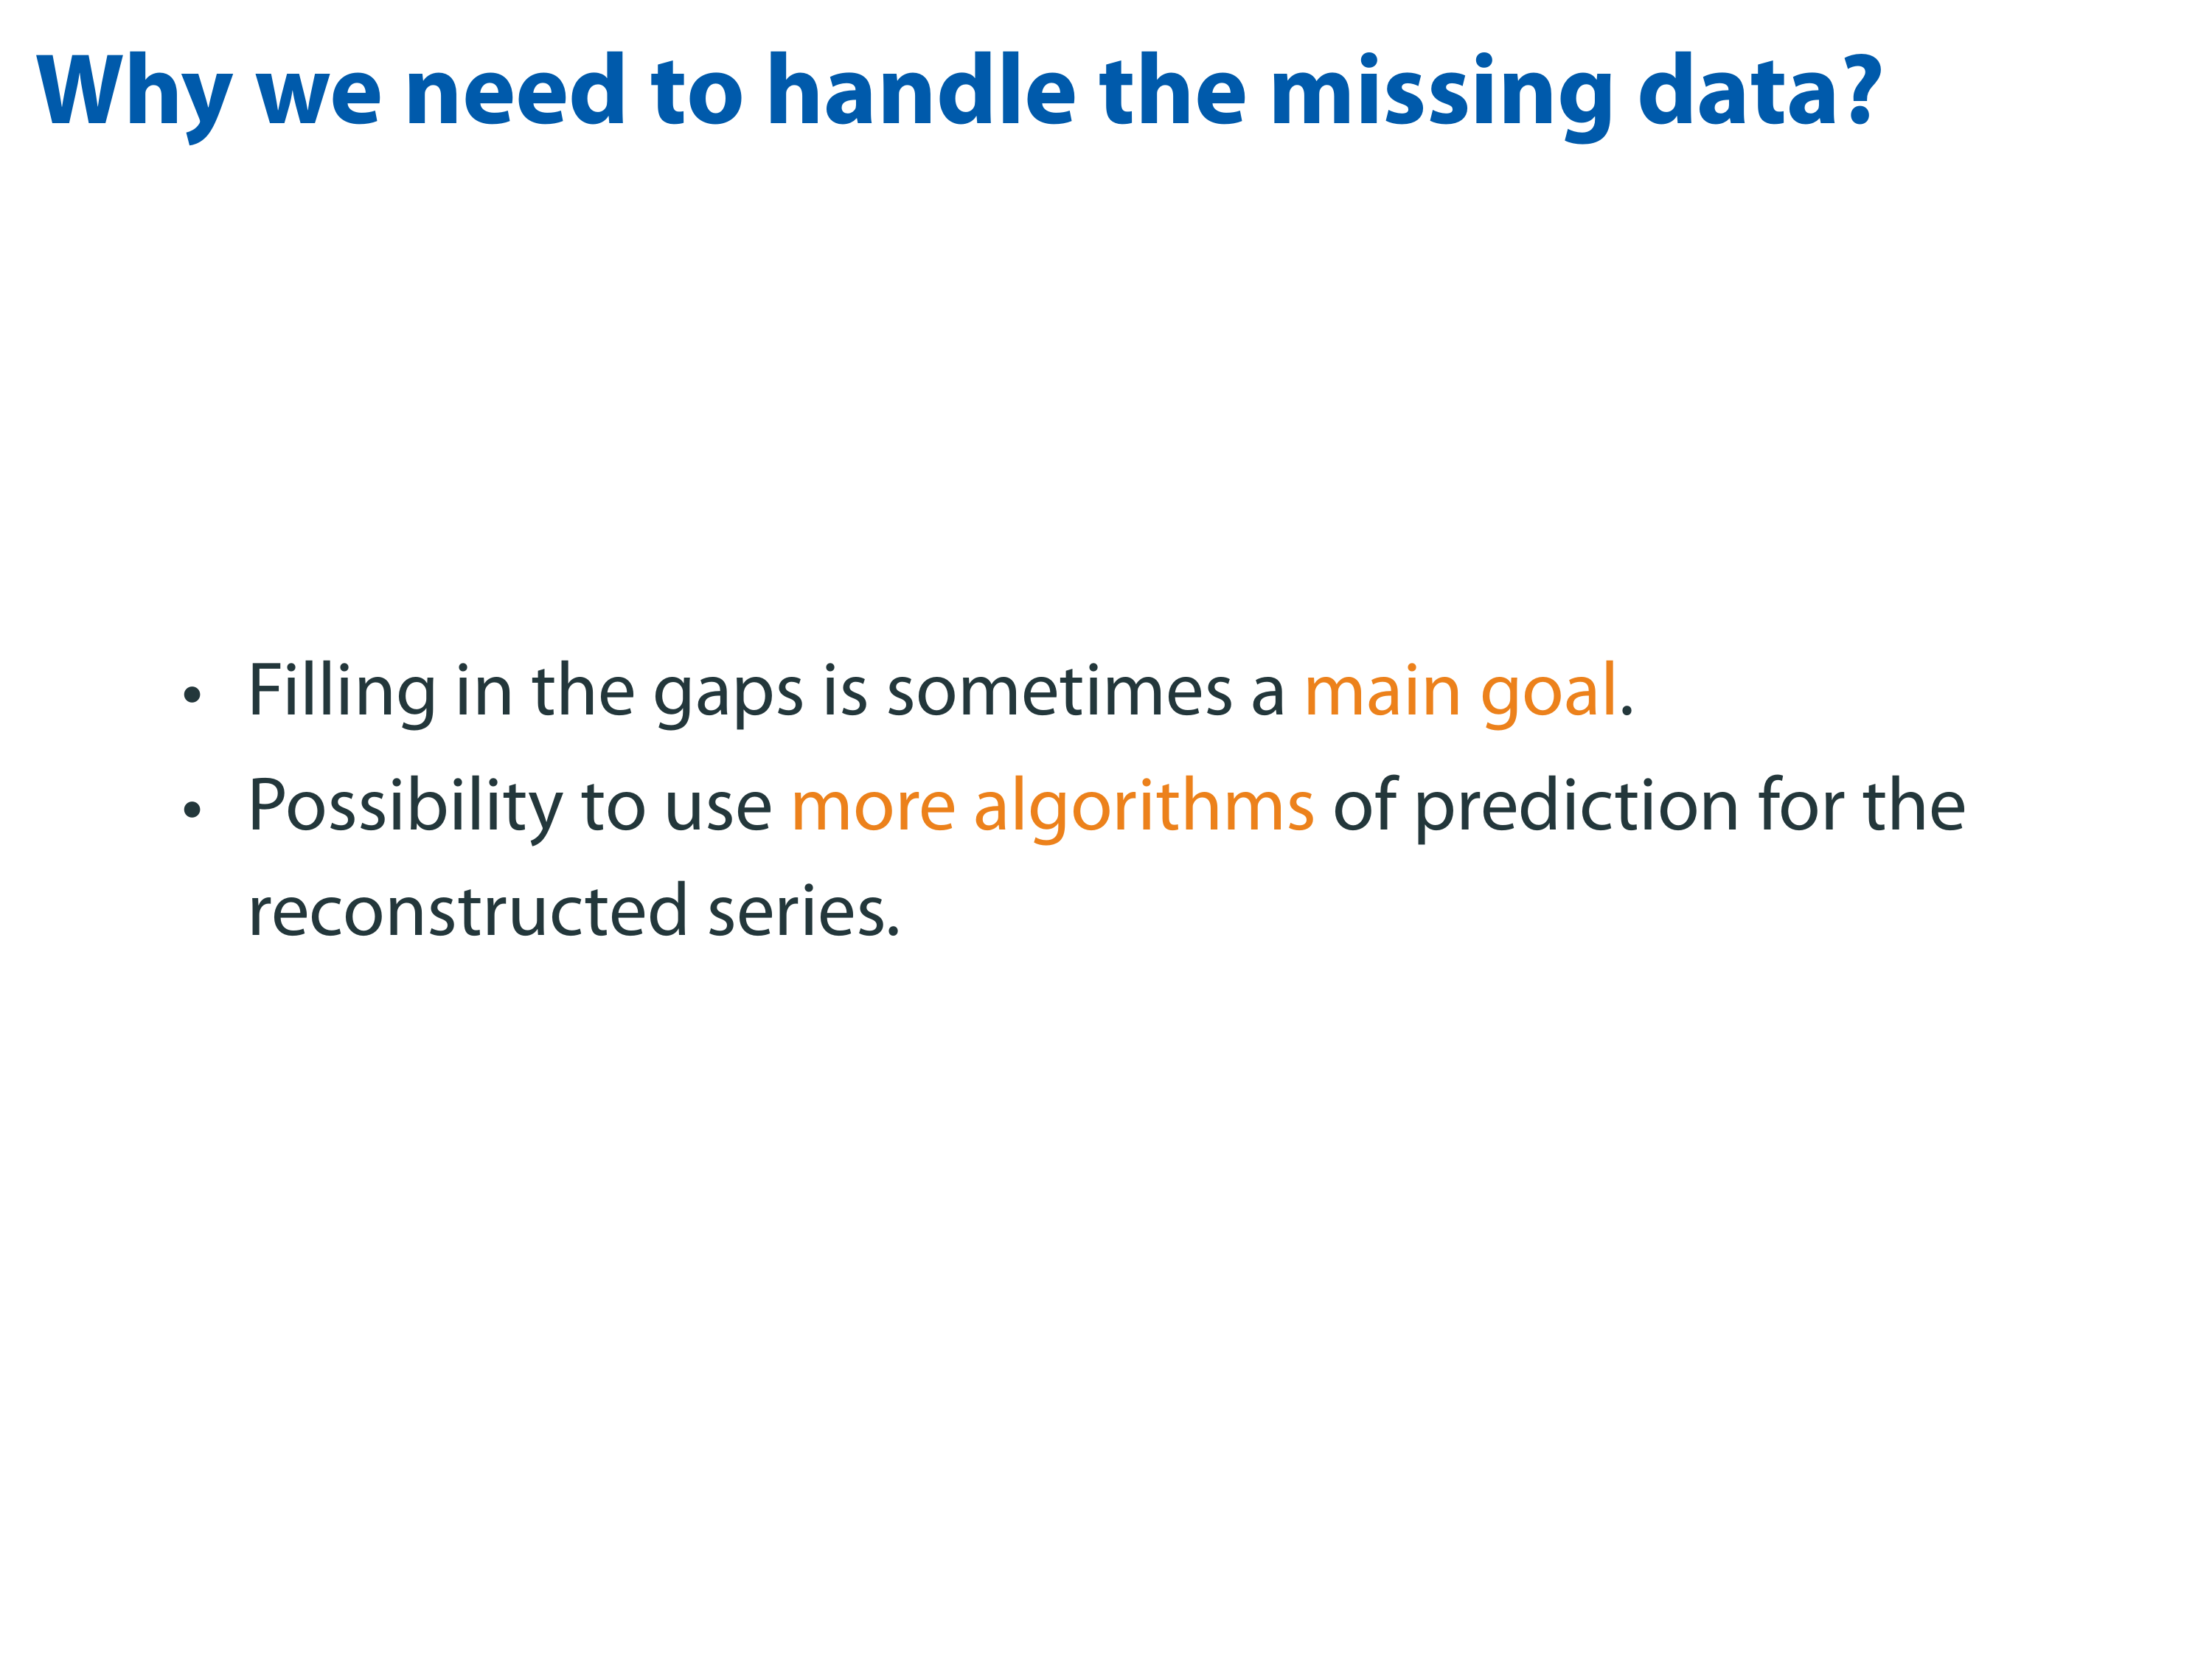 Why we need to handle the missing data?
• Filling in the gaps is sometimes a main goal.
• Possibility to use more algorithms of prediction for the
reconstructed series.